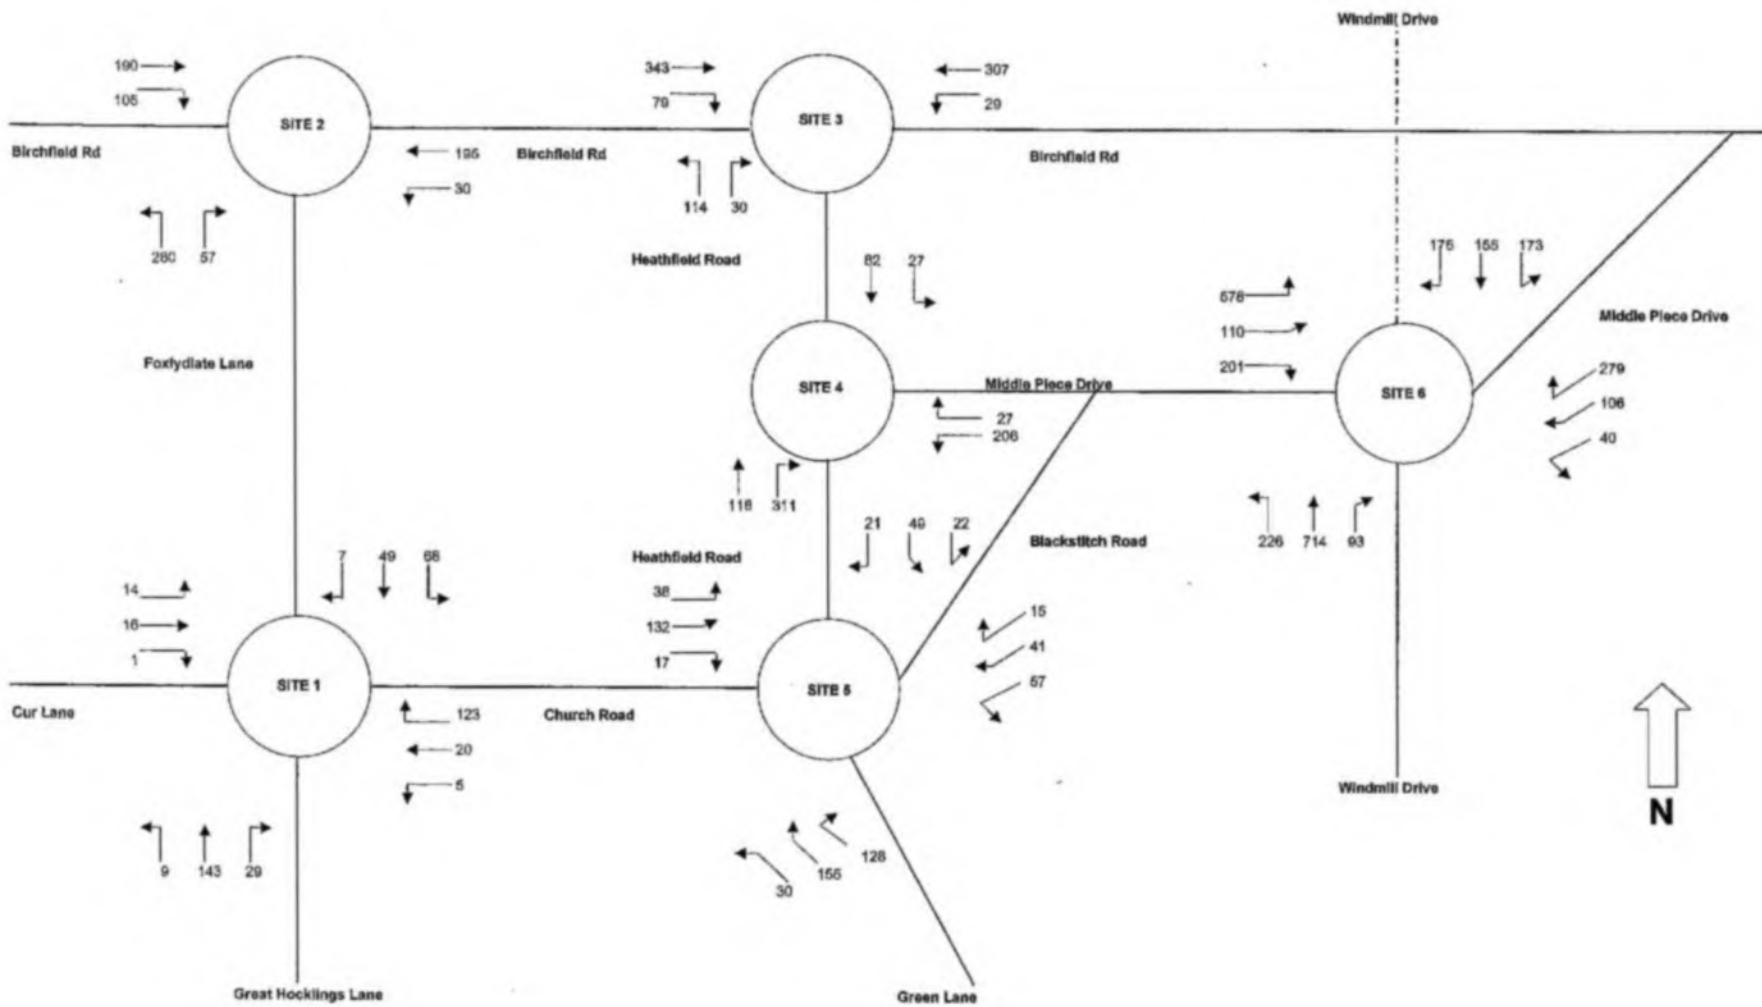 Windmill Drive
190
105
SITE 2
343
79
SITE 3
307
29
Birchfield Rd
195
30
Birchfield Rd
Birchfield Rd
280
57
114
30
Heathfield Road
82
27
176
155
173
578
110
201
Middle Piece Drive
Foxlydiate Lane
SITE 4
Middle Piece Drive
SITE 6
279
106
40
27
206
116
311
21
49
22
Blackstitch Road
226
714
93
Heathfield Road
7
49
68
14
16
1
38
132
17
15
41
57
SITE 1
SITE 5
Cur Lane
Church Road
123
20
5
Windmill Drive
N
9
143
29
30
155
128
Great Hocklings Lane
Green Lane